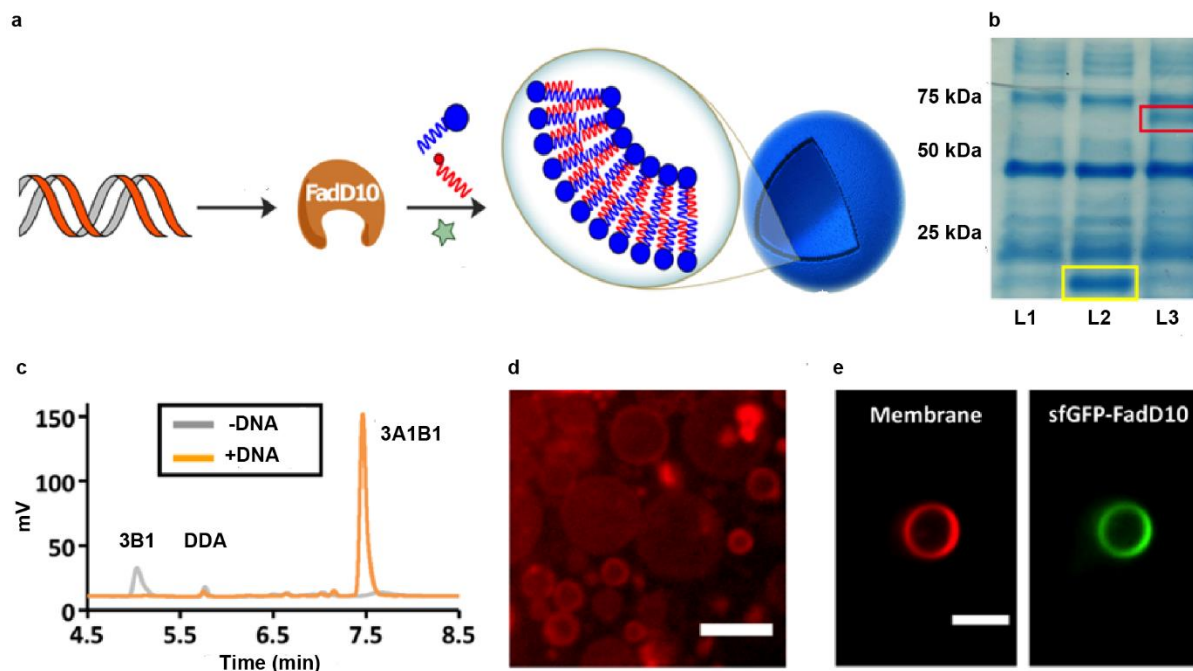 a
FadD10
b
75 kDa
50 kDa
25 kDa
L1 L2 L3
c
150
100
50
0
mV
-DNA
+DNA
3B1
DDA
3A1B1
4.5 5.5 6.5 7.5 8.5
Time (min)
d
e
Membrane
sfGFP-FadD10